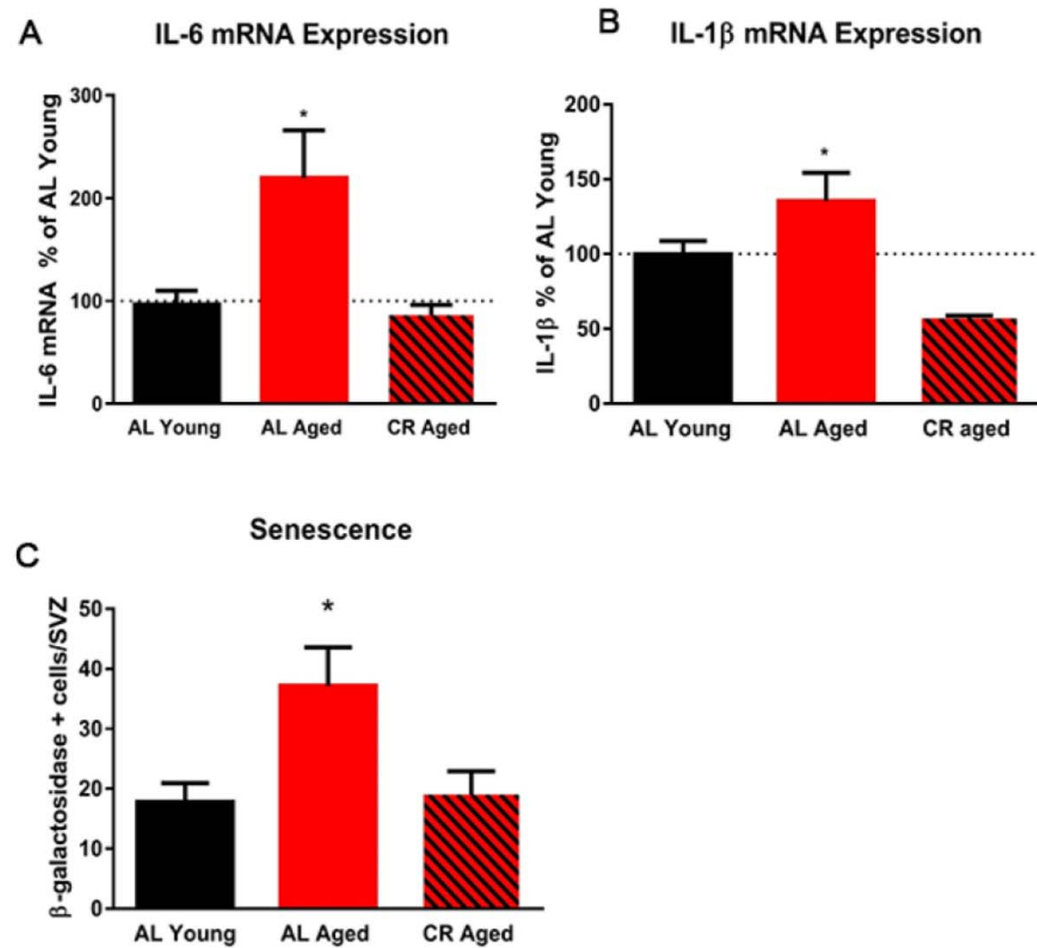 A
IL-6 mRNA Expression
IL-6 mRNA % of AL Young
300
200
100
0
*
AL Young AL Aged CR Aged
B
IL-1β mRNA Expression
IL-1β % of AL Young
200
150
100
50
0
*
AL Young AL Aged CR aged
C
Senescence
β-galactosidase + cells/SVZ
50
40
30
20
10
0
*
AL Young AL Aged CR Aged